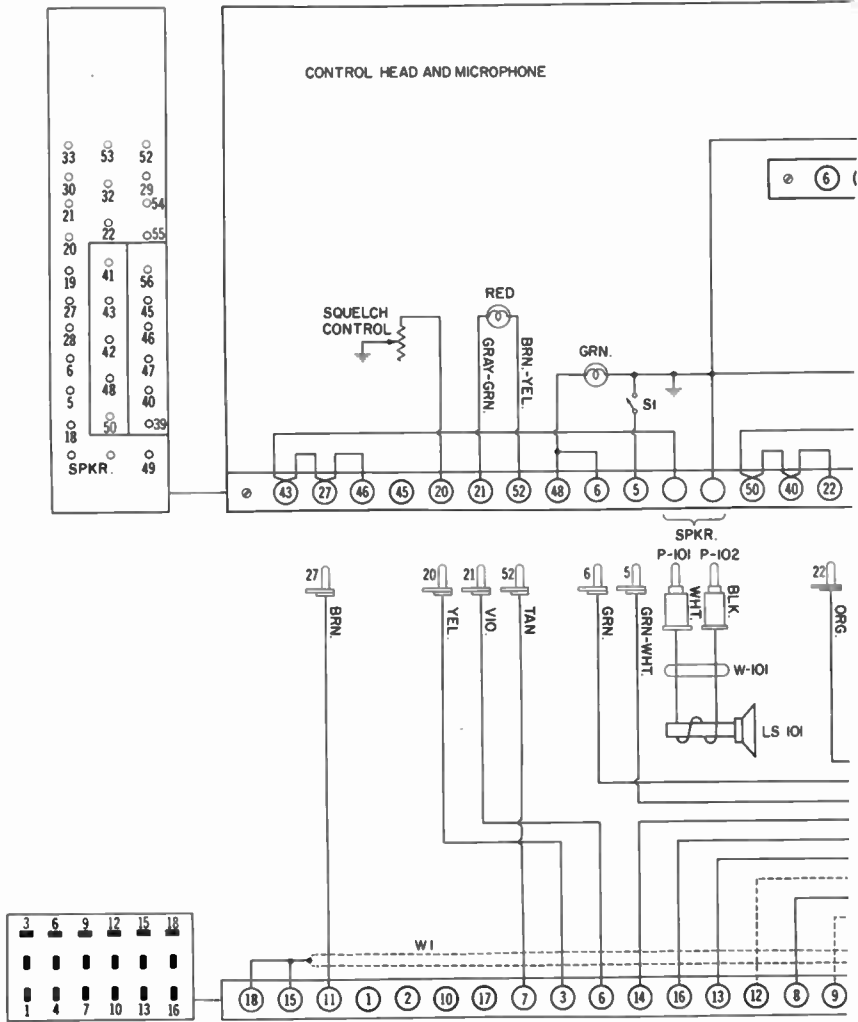 CONTROL HEAD AND MICROPHONE
33 53 52
30 32 29
21 54
20 22 55
19 41 56
27 43 45
28 42 46
6 47
5 48 40
18 50 39
SPKR. 49
6
SQUELCH
CONTROL
RED
GRAY-GRN.
BRN.-YEL.
GRN.
S1
43 27 46 45 20 21 52 48 6 5 50 40 22
SPKR.
P-101 P-102
27 BRN.
20 YEL.
21 VIO.
52 TAN
6 GRN.
5 GRN-WHT.
WHT.
BLK.
22 ORG.
W-101
LS 101
W1
3 6 9 12 15 18
1 4 7 10 13 16
18 15 11 1 2 10 17 7 3 6 14 16 13 12 8 9